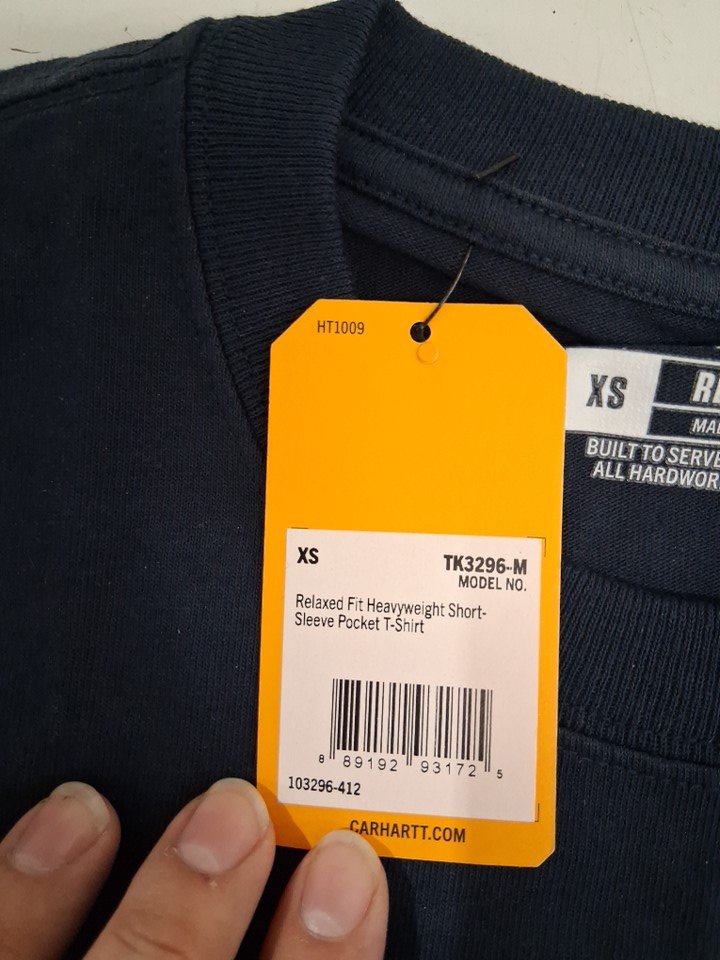 HT1009
XS
TK3296-M
MODEL NO.
Relaxed Fit Heavyweight Short-
Sleeve Pocket T-Shirt
8 89192 93172 5
103296-412
CARHARTT.COM
XS
BUILT TO SERVE
ALL